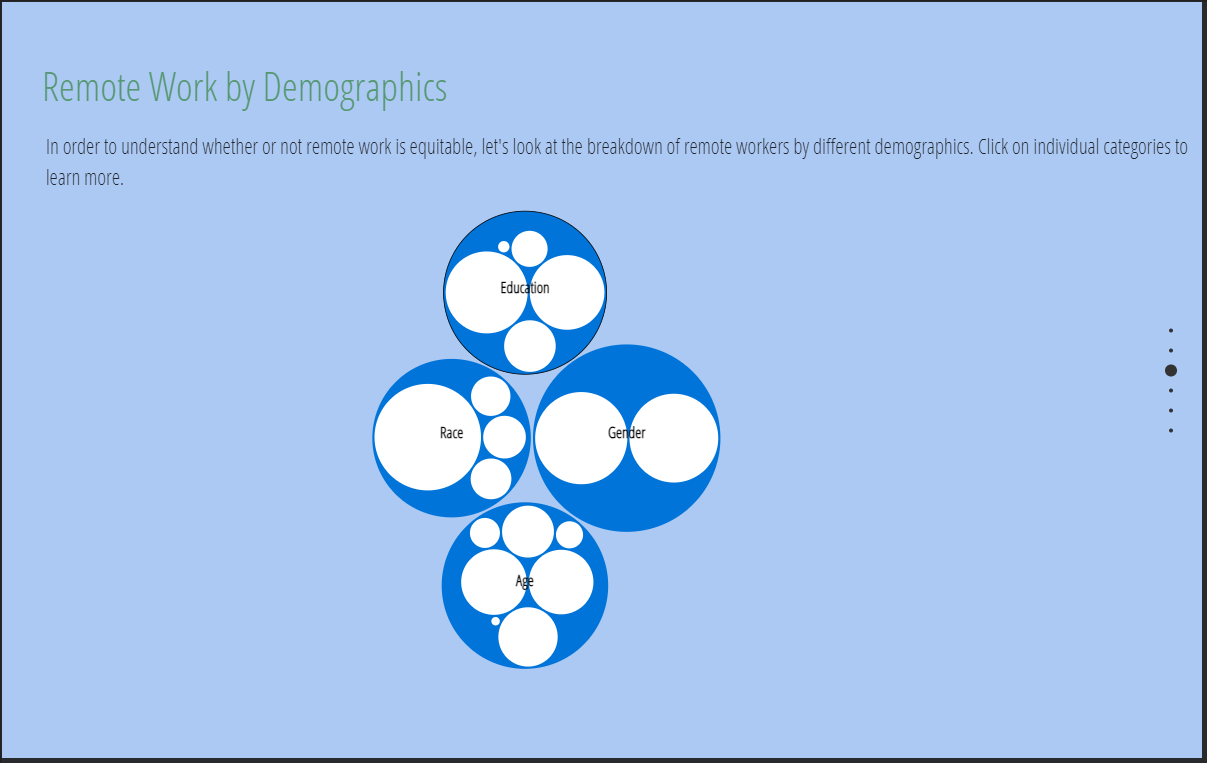 Remote Work by Demographics
In order to understand whether or not remote work is equitable, let's look at the breakdown of remote workers by different demographics. Click on individual categories to
learn more.
Education
Race
Gender
Age